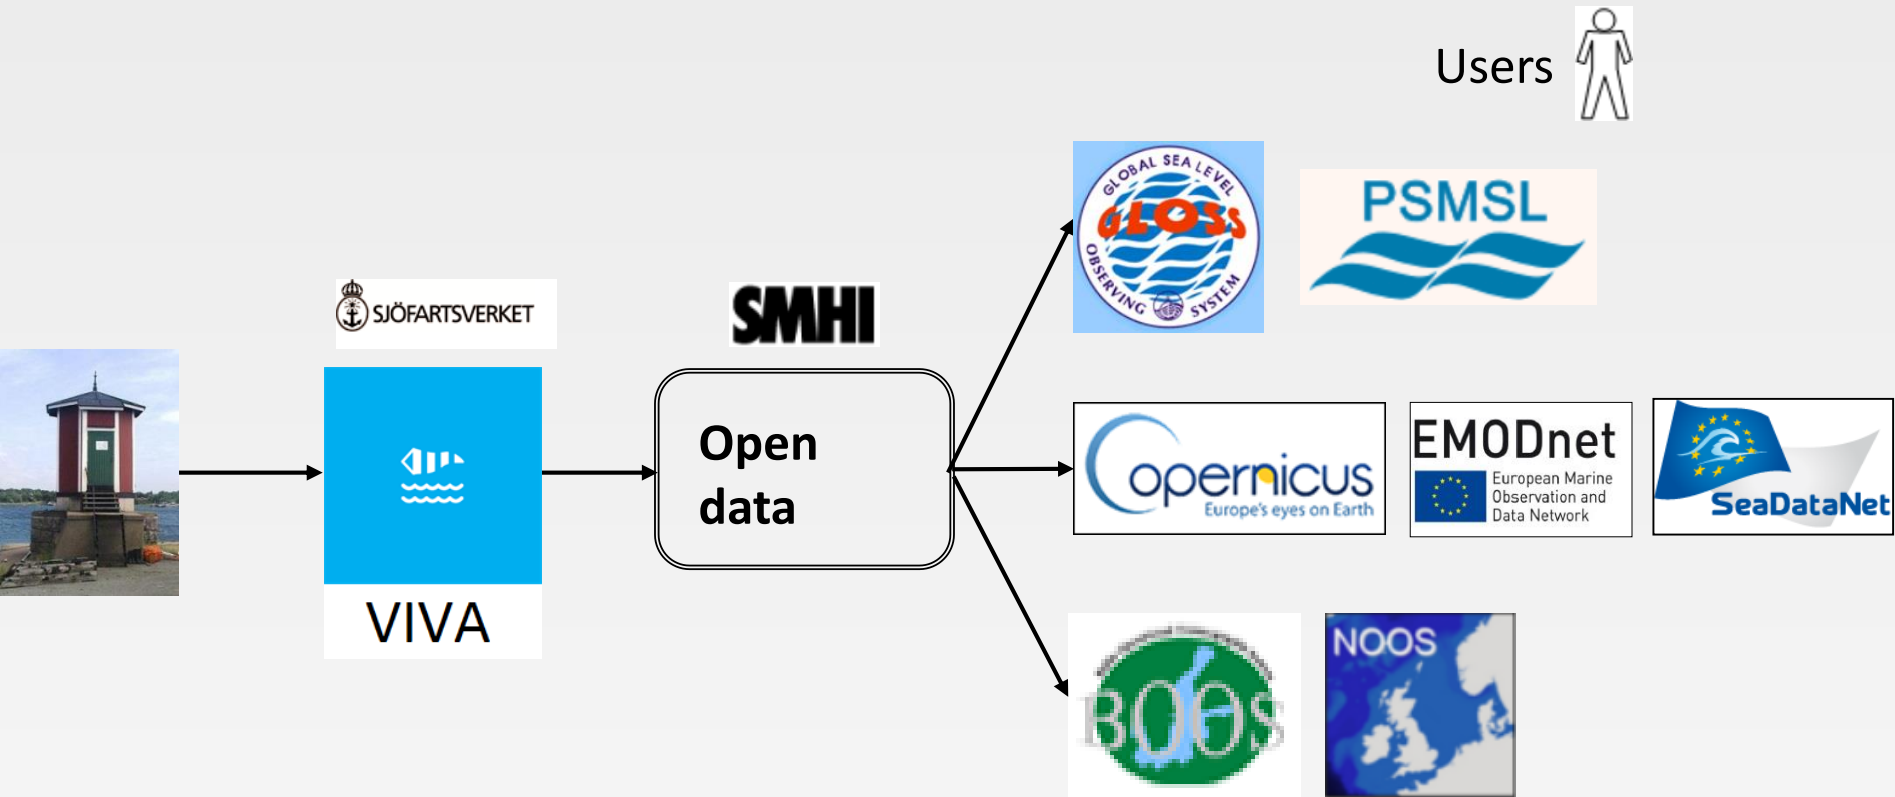 Users
GLOBAL SEA LEVEL
GLOSS
OBSERVING SYSTEM
PSMSL
SJÖFARTSVERKET
SMHI
VIVA
Open
data
Copernicus
Europe's eyes on Earth
EMODnet
European Marine
Observation and
Data Network
SeaDataNet
BOOS
NOOS